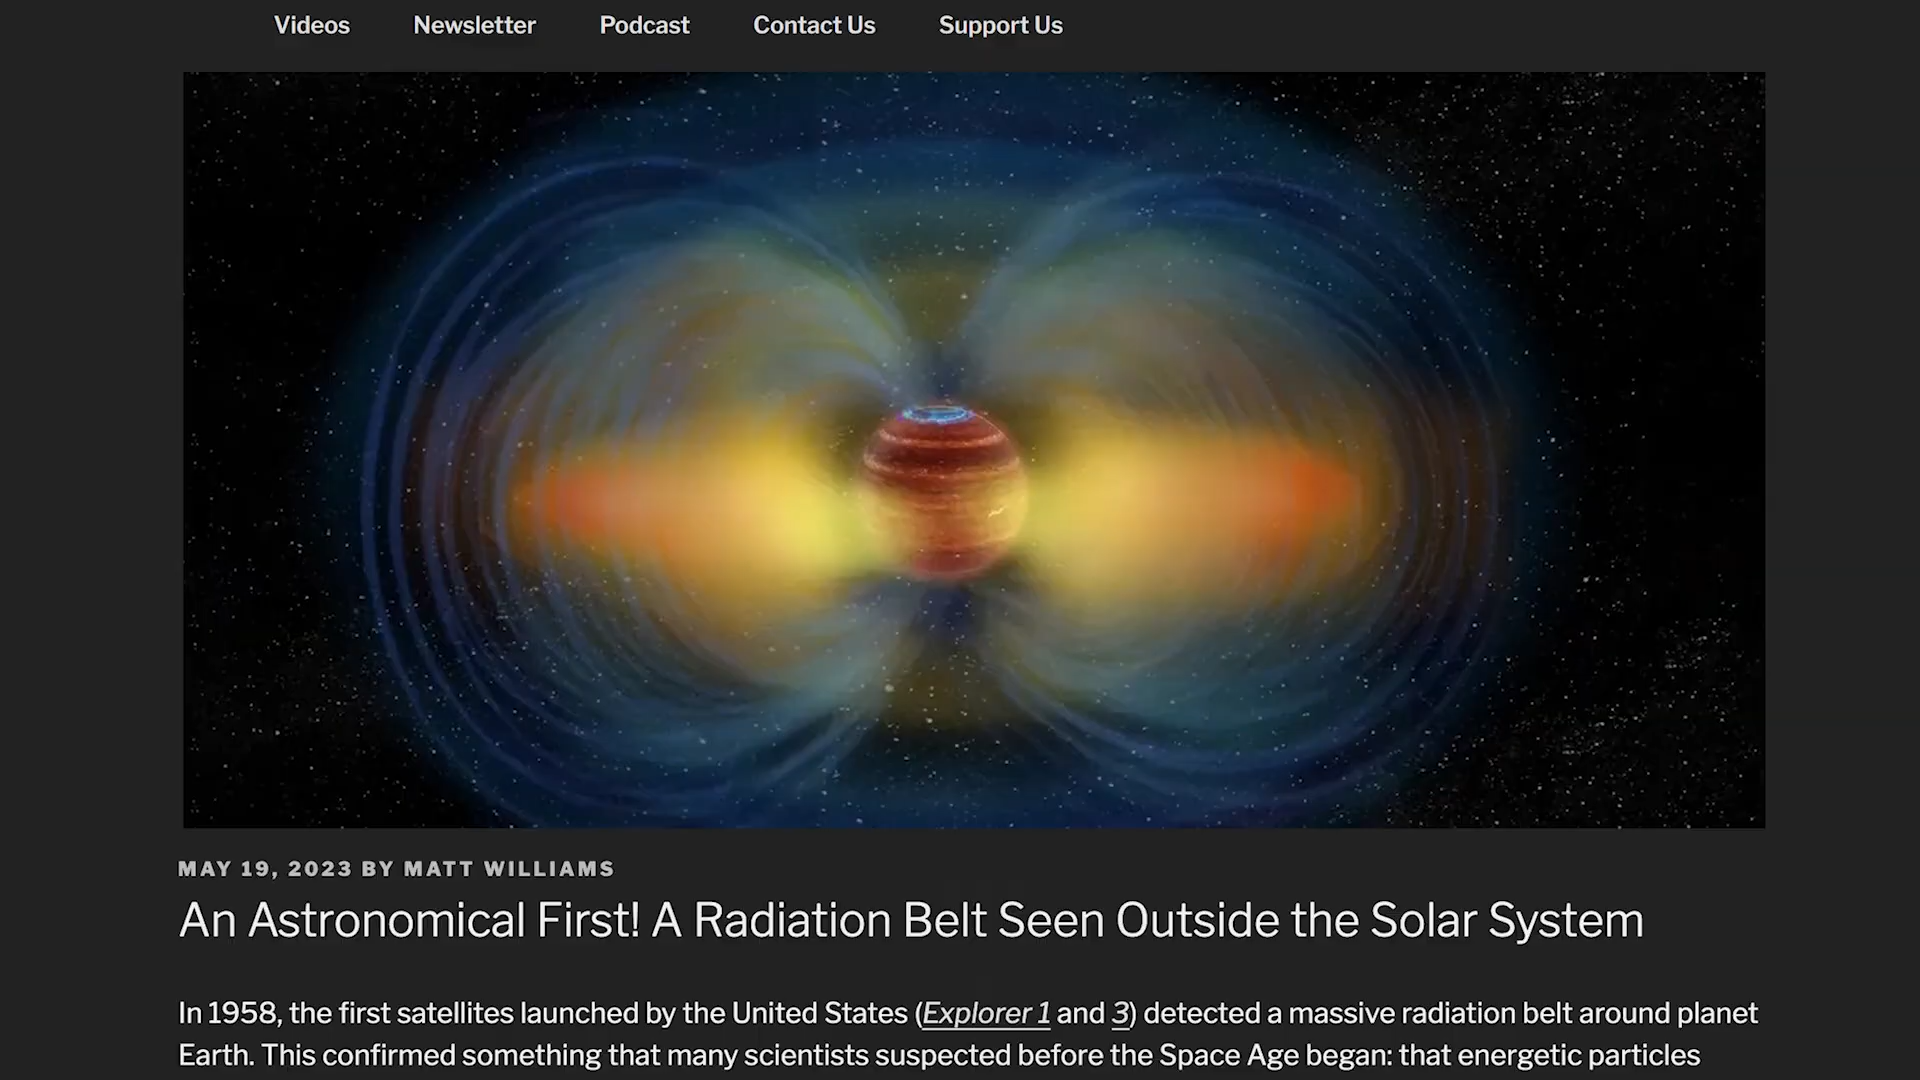 Videos Newsletter Podcast Contact Us Support Us
MAY 19, 2023 BY MATT WILLIAMS
An Astronomical First! A Radiation Belt Seen Outside the Solar System
In 1958, the first satellites launched by the United States (Explorer 1 and 3) detected a massive radiation belt around planet
Earth. This confirmed something that many scientists suspected before the Space Age began: that energetic particles